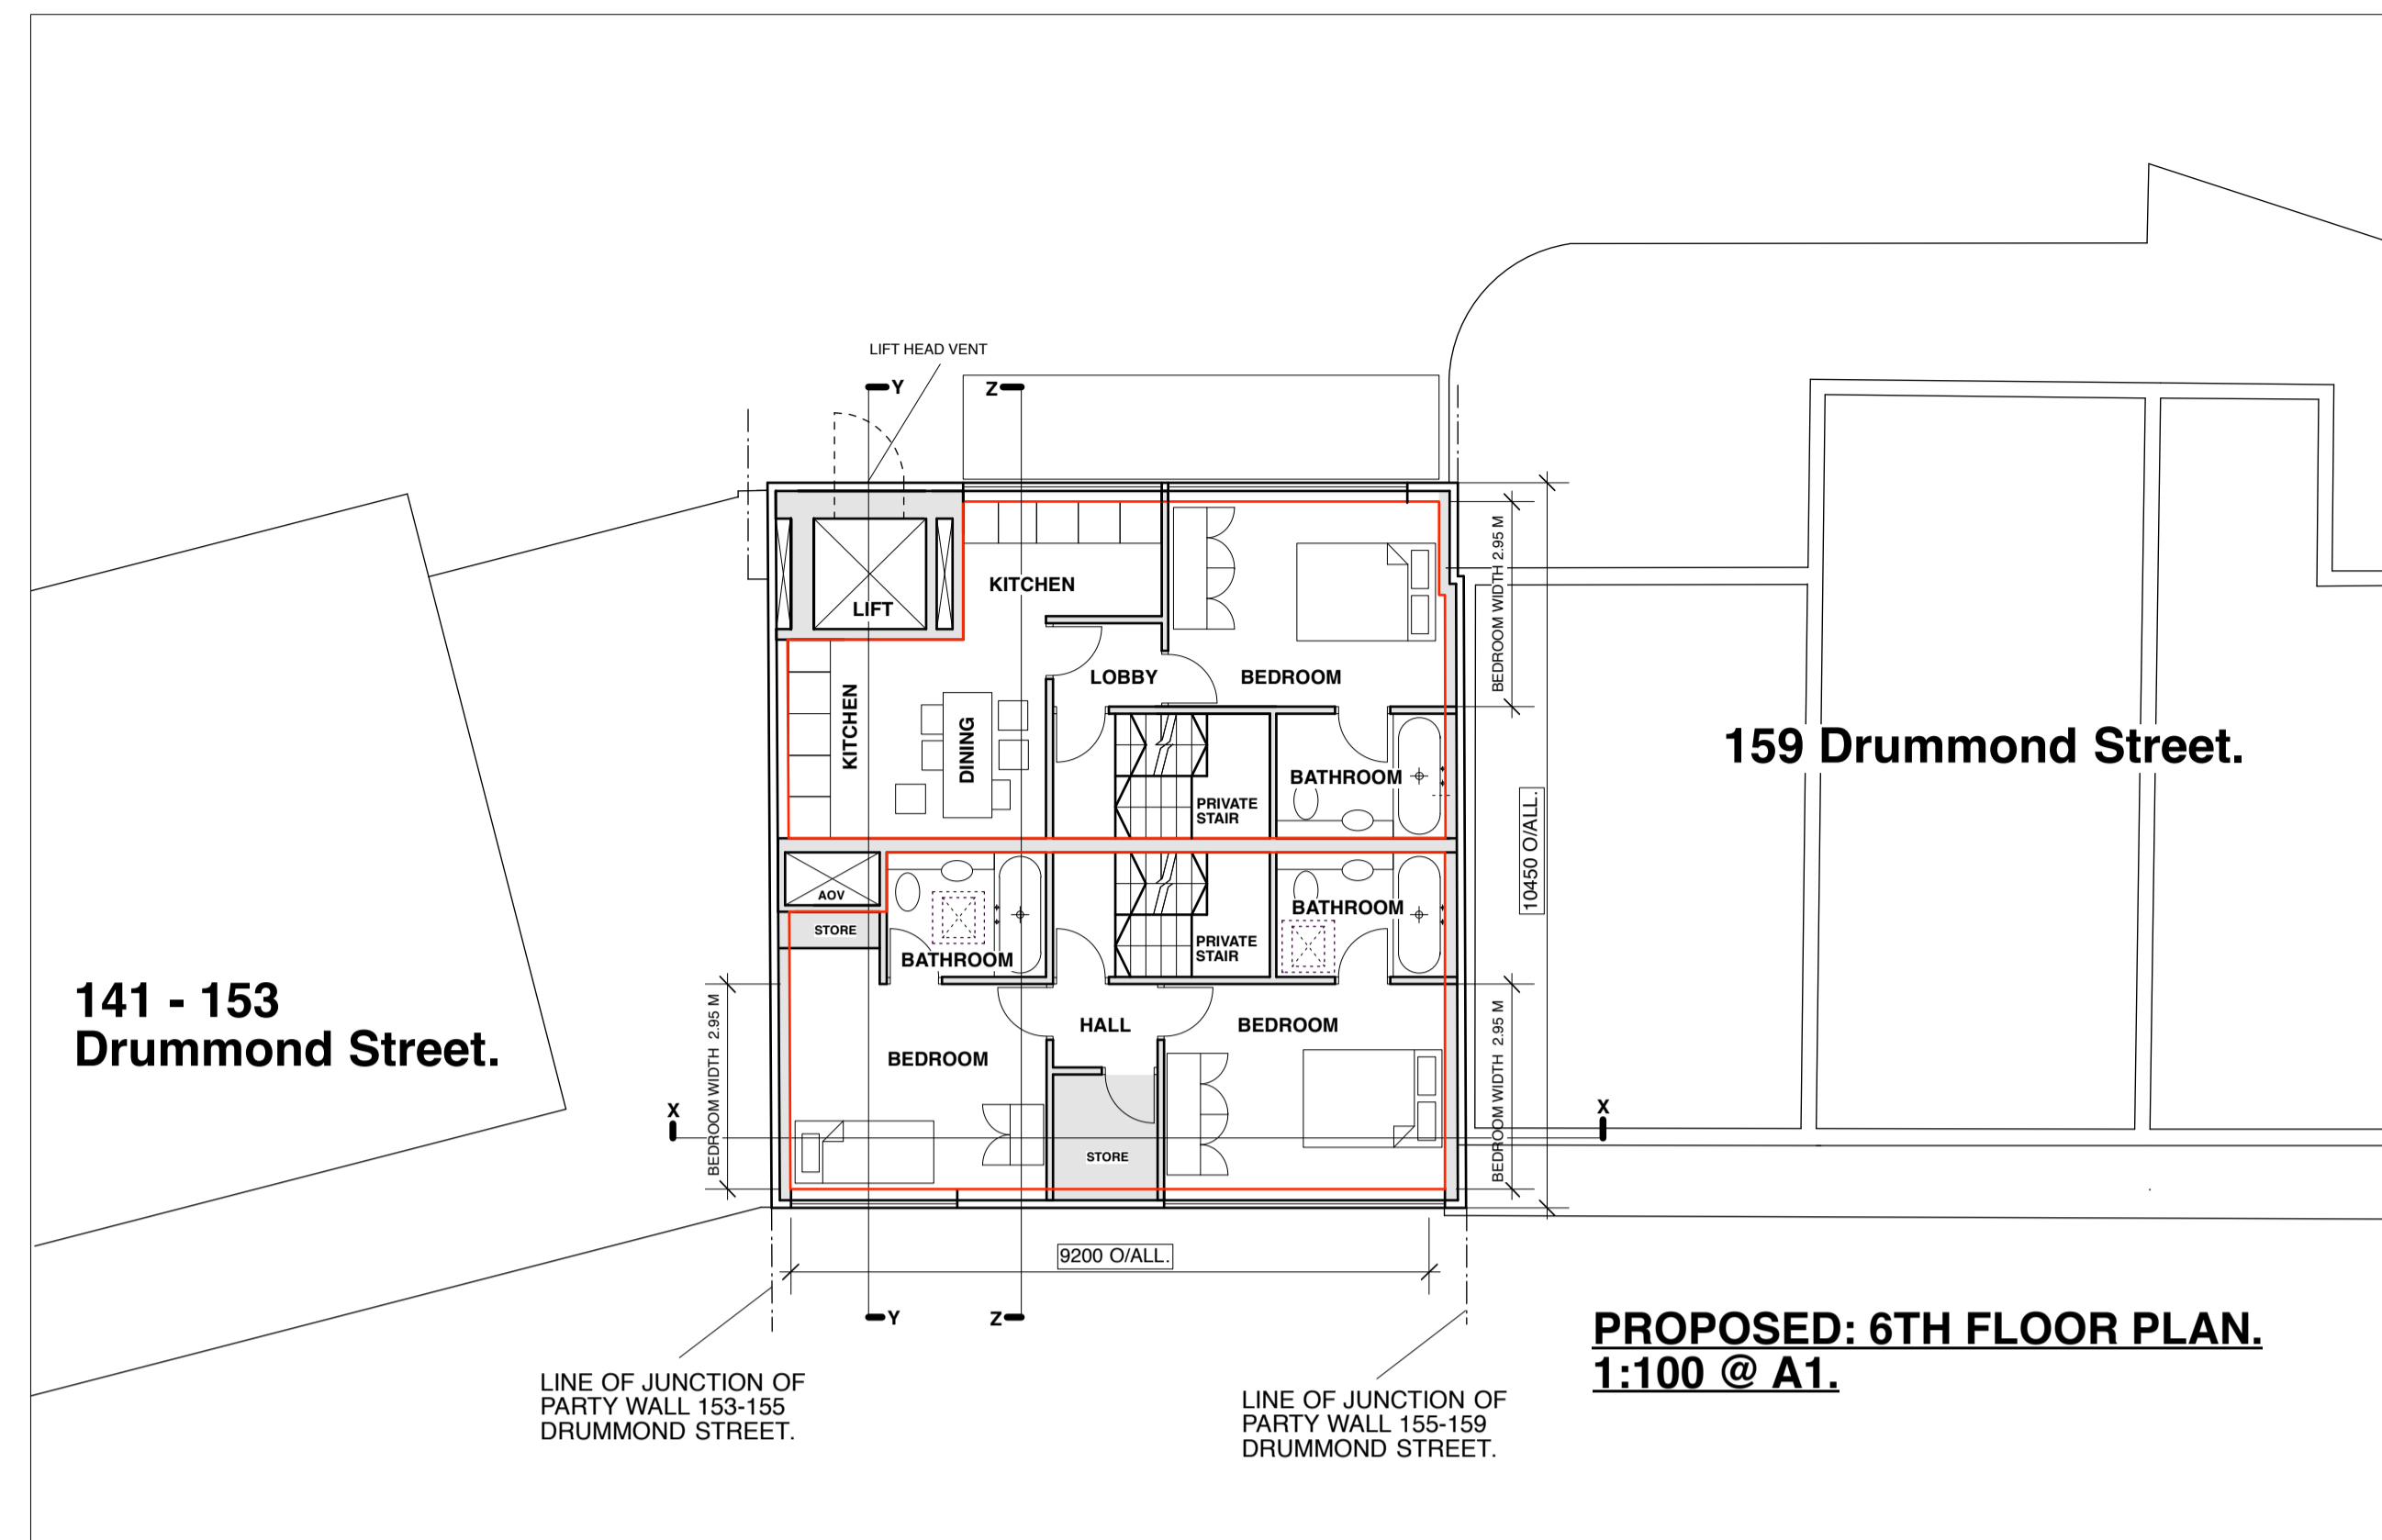 LIFT HEAD VENT
Y
Z
KITCHEN
LIFT
BEDROOM WIDTH 2.95 M
LOBBY
BEDROOM
KITCHEN
DINING
159 Drummond Street.
BATHROOM
PRIVATE
STAIR
10450 O/ALL.
AOV
STORE
BATHROOM
BATHROOM
PRIVATE
STAIR
141 - 153
Drummond Street.
BEDROOM WIDTH 2.95 M
HALL
BEDROOM
BEDROOM
BEDROOM WIDTH 2.95 M
X
X
STORE
9200 O/ALL.
Y
Z
PROPOSED: 6TH FLOOR PLAN.
1:100 @ A1.
LINE OF JUNCTION OF
PARTY WALL 153-155
DRUMMOND STREET.
LINE OF JUNCTION OF
PARTY WALL 155-159
DRUMMOND STREET.